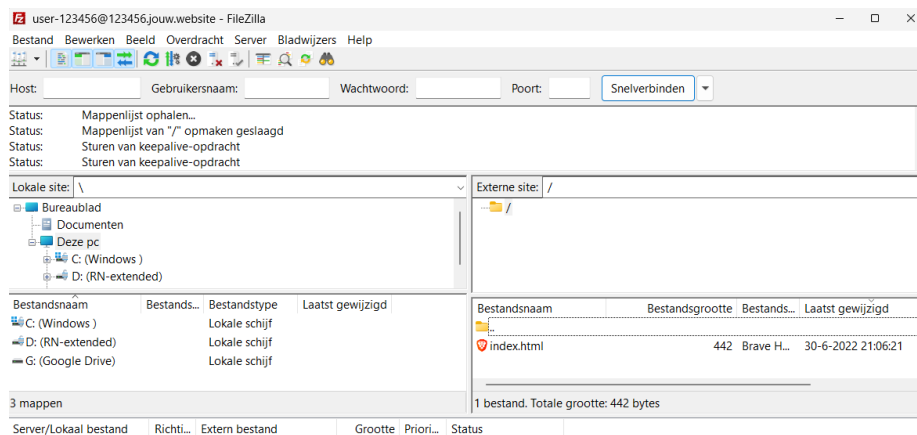 user-123456@123456.jouw.website - FileZilla
Bestand Bewerken Beeld Overdracht Server Bladwijzers Help
Host: Gebruikersnaam: Wachtwoord: Poort: Snelverbinden
Status: Mappenlijst ophalen...
Status: Mappenlijst van "/" opmaken geslaagd
Status: Sturen van keepalive-opdracht
Status: Sturen van keepalive-opdracht
Lokale site: \
Bureaublad
Documenten
Deze pc
C: (Windows )
D: (RN-extended)
Bestandsnaam Bestands... Bestandstype Laatst gewijzigd
C: (Windows ) Lokale schijf
D: (RN-extended) Lokale schijf
G: (Google Drive) Lokale schijf
3 mappen
Externe site: /
/
Bestandsnaam Bestandsgrootte Bestands... Laatst gewijzigd
..
index.html 442 Brave H... 30-6-2022 21:06:21
1 bestand. Totale grootte: 442 bytes
Server/Lokaal bestand Richti... Extern bestand Grootte Priori... Status